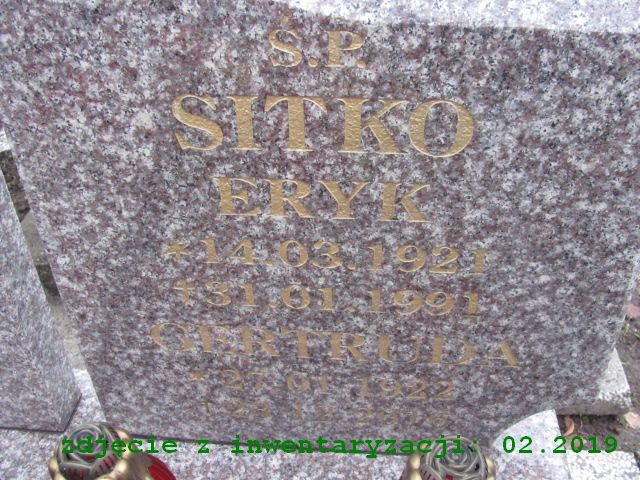 Ś.P.
SITKO
ERYK
* 14.03.1921
† 31.01.1991
GERTRUDA
* 27.01.1922
zdjęcie z inwentaryzacji: 02.2019